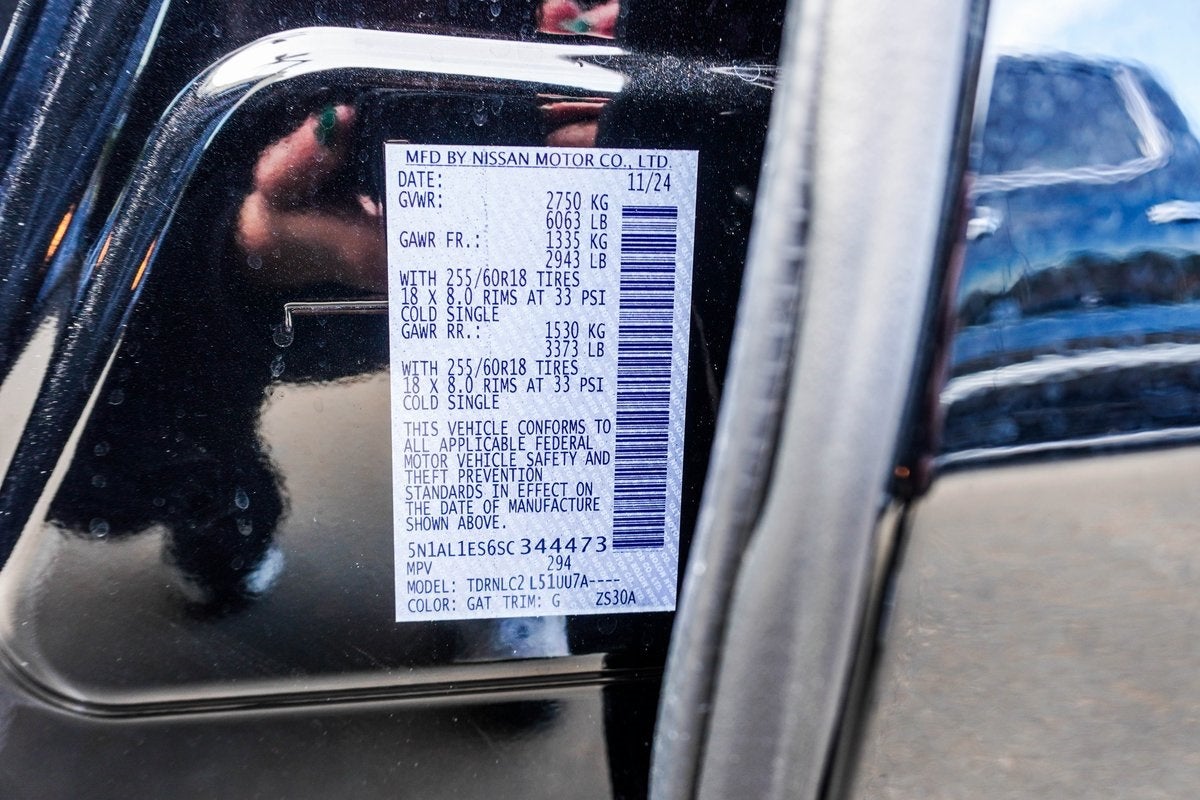 MFD BY NISSAN MOTOR CO., LTD.
DATE: 11/24
GVWR: 2750 KG
6063 LB
GAWR FR.: 1335 KG
2943 LB
WITH 255/60R18 TIRES
18 X 8.0 RIMS AT 33 PSI
COLD SINGLE
GAWR RR.: 1530 KG
3373 LB
WITH 255/60R18 TIRES
18 X 8.0 RIMS AT 33 PSI
COLD SINGLE
THIS VEHICLE CONFORMS TO
ALL APPLICABLE FEDERAL
MOTOR VEHICLE SAFETY AND
THEFT PREVENTION
STANDARDS IN EFFECT ON
THE DATE OF MANUFACTURE
SHOWN ABOVE.
5N1AL1ES6SC344473
MPV 294
MODEL: TDRNLC2 L51UU7A----
COLOR: GAT TRIM: G ZS30A